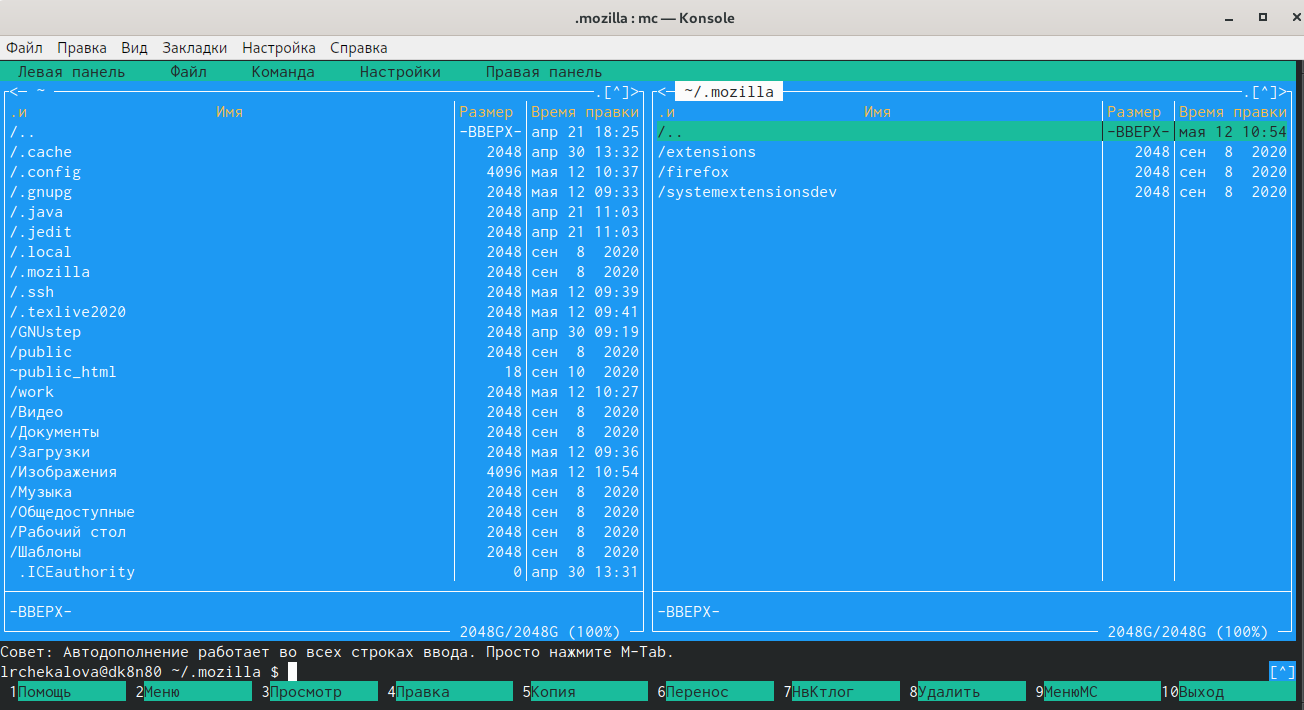 .mozilla : mc — Konsole
Файл Правка Вид Закладки Настройка Справка
Левая панель Файл Команда Настройки Правая панель
<— ~ .[^]>
.и Имя Размер Время правки
/.. -ВВЕРХ- апр 21 18:25
/.cache 2048 апр 30 13:32
/.config 4096 мая 12 10:37
/.gnupg 2048 мая 12 09:33
/.java 2048 апр 21 11:03
/.jedit 2048 апр 21 11:03
/.local 2048 сен 8 2020
/.mozilla 2048 сен 8 2020
/.ssh 2048 мая 12 09:39
/.texlive2020 2048 мая 12 09:41
/GNUstep 2048 апр 30 09:19
/public 2048 сен 8 2020
~public_html 18 сен 10 2020
/work 2048 мая 12 10:27
/Видео 2048 сен 8 2020
/Документы 2048 сен 8 2020
/Загрузки 2048 мая 12 09:36
/Изображения 4096 мая 12 10:54
/Музыка 2048 сен 8 2020
/Общедоступные 2048 сен 8 2020
/Рабочий стол 2048 сен 8 2020
/Шаблоны 2048 сен 8 2020
.ICEauthority 0 апр 30 13:31
-ВВЕРХ-
2048G/2048G (100%)
<— ~/.mozilla .[^]>
.и Имя Размер Время правки
/.. -ВВЕРХ- мая 12 10:54
/extensions 2048 сен 8 2020
/firefox 2048 сен 8 2020
/systemextensionsdev 2048 сен 8 2020
-ВВЕРХ-
2048G/2048G (100%)
Совет: Автодополнение работает во всех строках ввода. Просто нажмите M-Tab.
lrchekalova@dk8n80 ~/.mozilla $ [^]
1Помощь 2Меню 3Просмотр 4Правка 5Копия 6Перенос 7НвКтлог 8Удалить 9МенюМС 10Выход